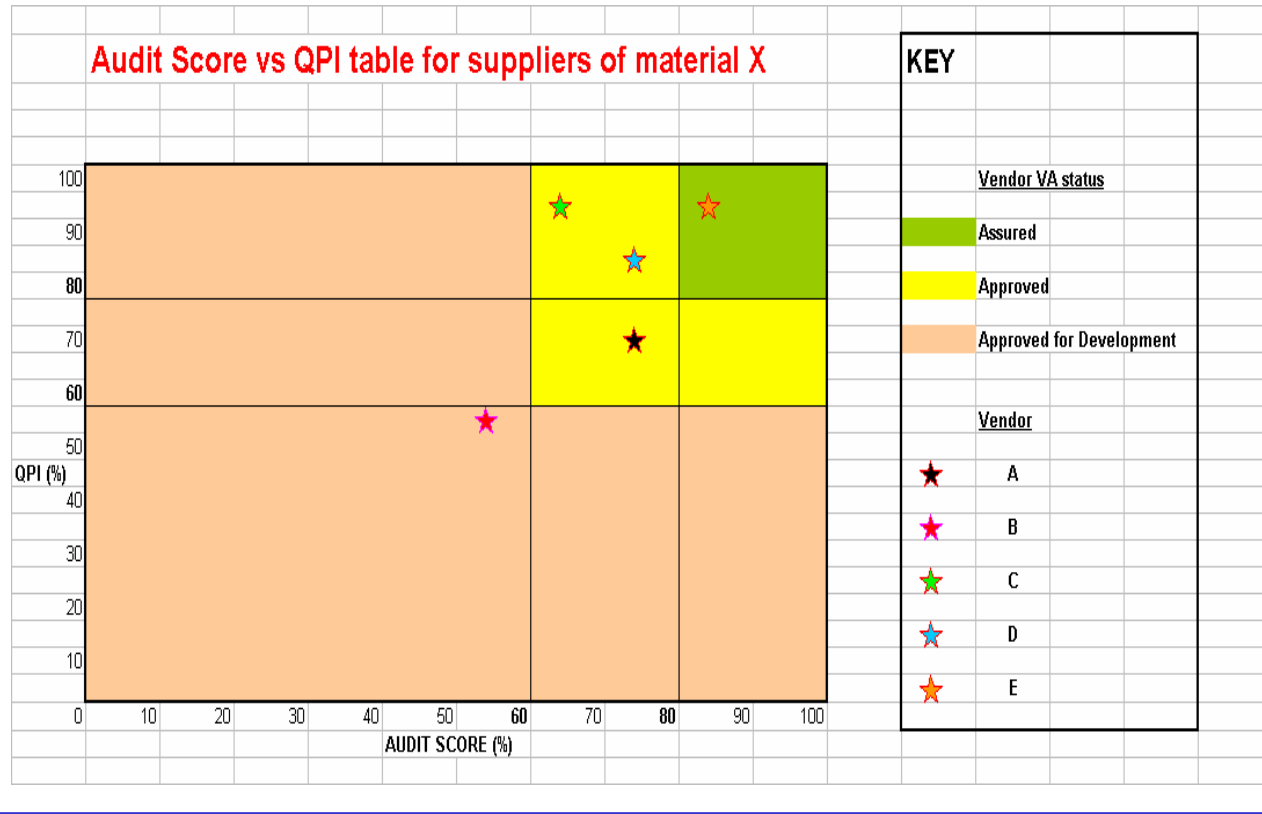 Audit Score vs QPI table for suppliers of material X
KEY
100
90
80
70
60
50
QPI (%)
40
30
20
10
0 10 20 30 40 50 60 70 80 90 100
AUDIT SCORE (%)
Vendor VA status
Assured
Approved
Approved for Development
Vendor
A
B
C
D
E